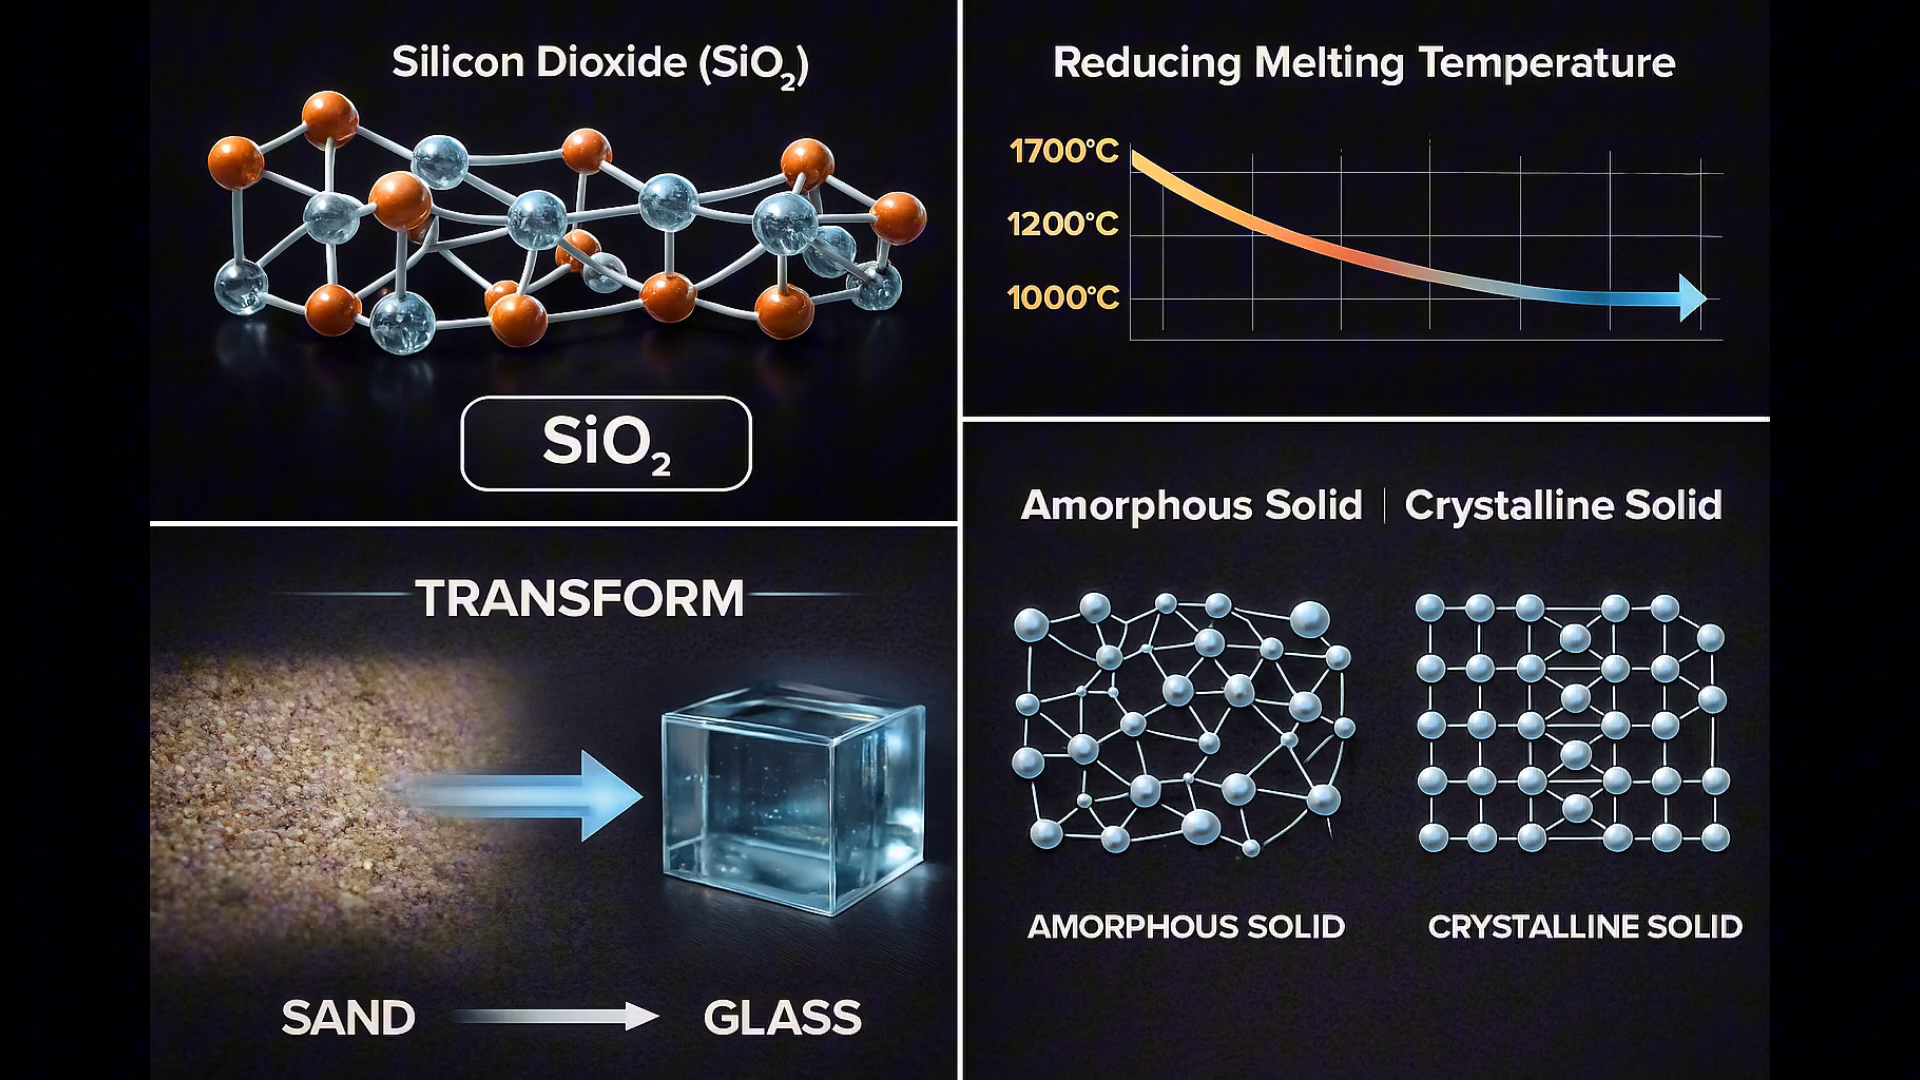 Silicon Dioxide (SiO₂)
SiO₂
TRANSFORM
SAND
GLASS
Reducing Melting Temperature
1700°C
1200°C
1000°C
Amorphous Solid | Crystalline Solid
AMORPHOUS SOLID
CRYSTALLINE SOLID